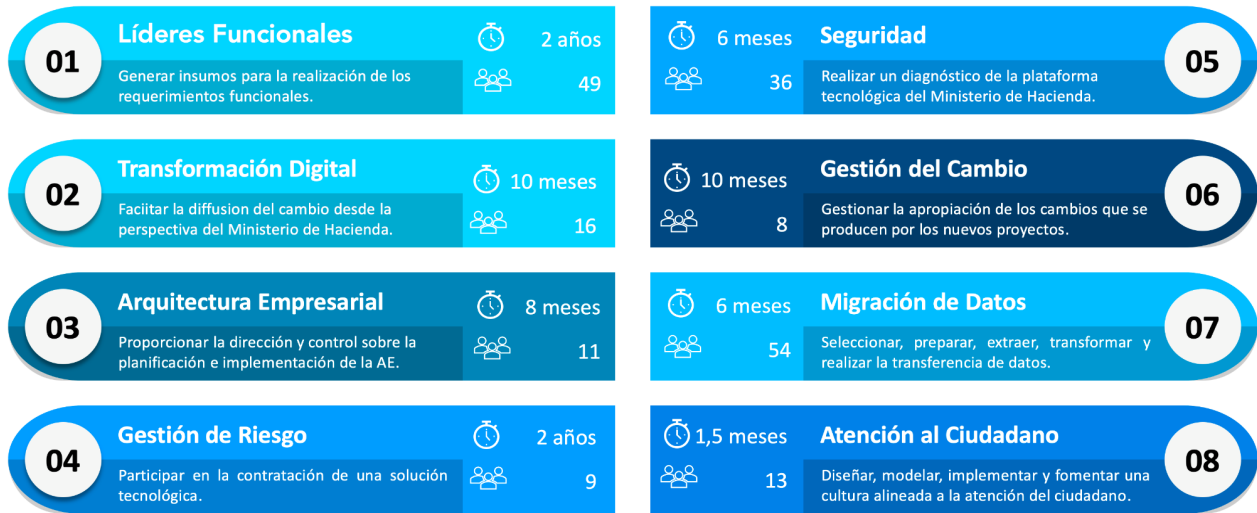 01
Líderes Funcionales
2 años
49
Generar insumos para la realización de los
requerimientos funcionales.
02
Transformación Digital
10 meses
16
Faciitar la diffusion del cambio desde la
perspectiva del Ministerio de Hacienda.
03
Arquitectura Empresarial
8 meses
11
Proporcionar la dirección y control sobre la
planificación e implementación de la AE.
04
Gestión de Riesgo
2 años
9
Participar en la contratación de una solución
tecnológica.
6 meses
36
Seguridad
Realizar un diagnóstico de la plataforma
tecnológica del Ministerio de Hacienda.
05
10 meses
8
Gestión del Cambio
Gestionar la apropiación de los cambios que se
producen por los nuevos proyectos.
06
6 meses
54
Migración de Datos
Seleccionar, preparar, extraer, transformar y
realizar la transferencia de datos.
07
1,5 meses
13
Atención al Ciudadano
Diseñar, modelar, implementar y fomentar una
cultura alineada a la atención del ciudadano.
08